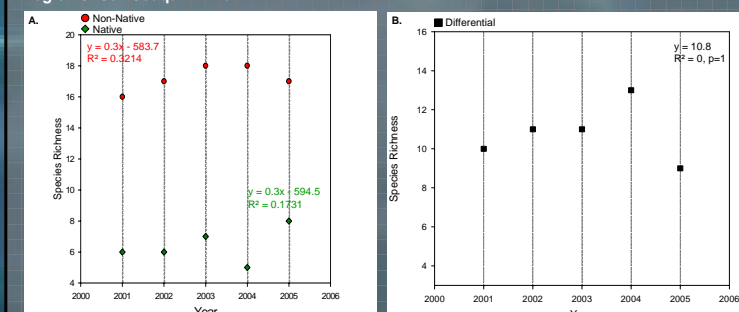 A.
Non-Native
Native
y = 0.3x - 583.7
R² = 0.3214
y = 0.3x - 594.5
R² = 0.1731
Species Richness
20
18
16
14
12
10
8
6
4
2000 2001 2002 2003 2004 2005 2006
Year
B.
Differential
y = 10.8
R² = 0, p=1
Species Richness
16
14
12
10
8
6
4
2000 2001 2002 2003 2004 2005 2006